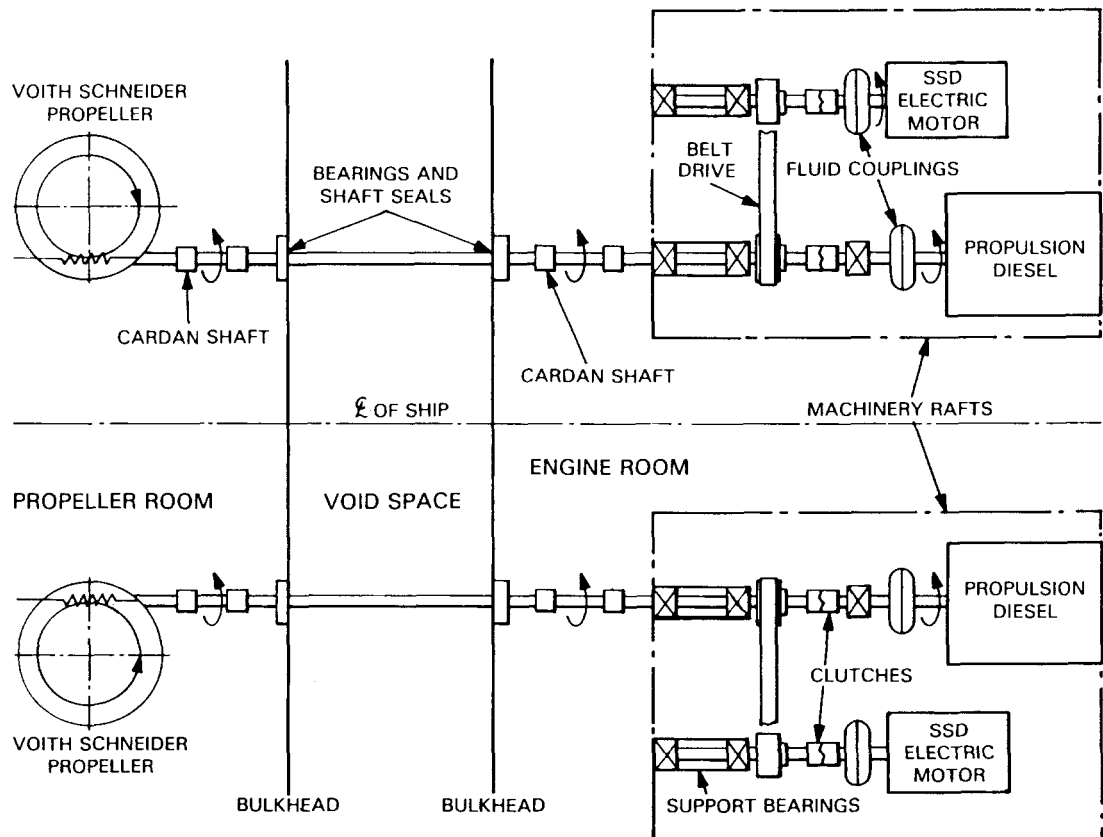 SSD
ELECTRIC
MOTOR
VOITH SCHNEIDER
PROPELLER
BEARINGS AND
SHAFT SEALS
BELT
DRIVE
FLUID COUPLINGS
PROPULSION
DIESEL
CARDAN SHAFT
CARDAN SHAFT
℄ OF SHIP
MACHINERY RAFTS
ENGINE ROOM
PROPELLER ROOM
VOID SPACE
PROPULSION
DIESEL
CLUTCHES
VOITH SCHNEIDER
PROPELLER
SSD
ELECTRIC
MOTOR
BULKHEAD
BULKHEAD
SUPPORT BEARINGS